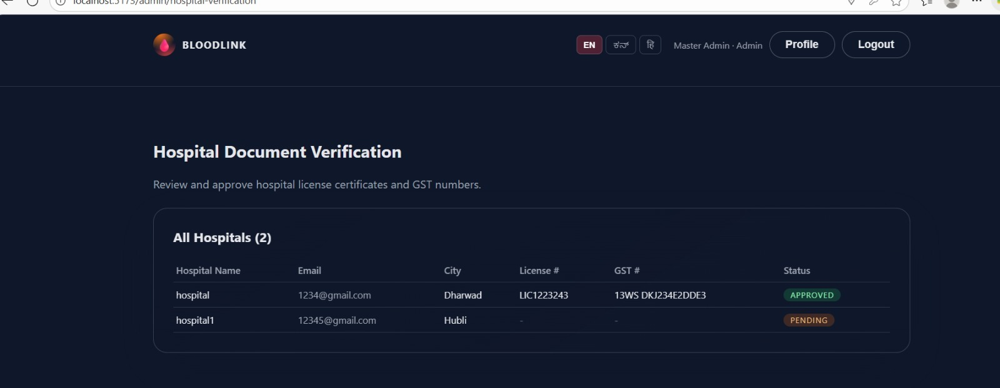 localhost:5173/admin/hospital-verification
BLOODLINK
EN ಕನ್ हि Master Admin · Admin Profile Logout
Hospital Document Verification
Review and approve hospital license certificates and GST numbers.
All Hospitals (2)
Hospital Name Email City License # GST # Status
hospital 1234@gmail.com Dharwad LIC1223243 13WS DKJ234E2DDE3 APPROVED
hospital1 12345@gmail.com Hubli - - PENDING